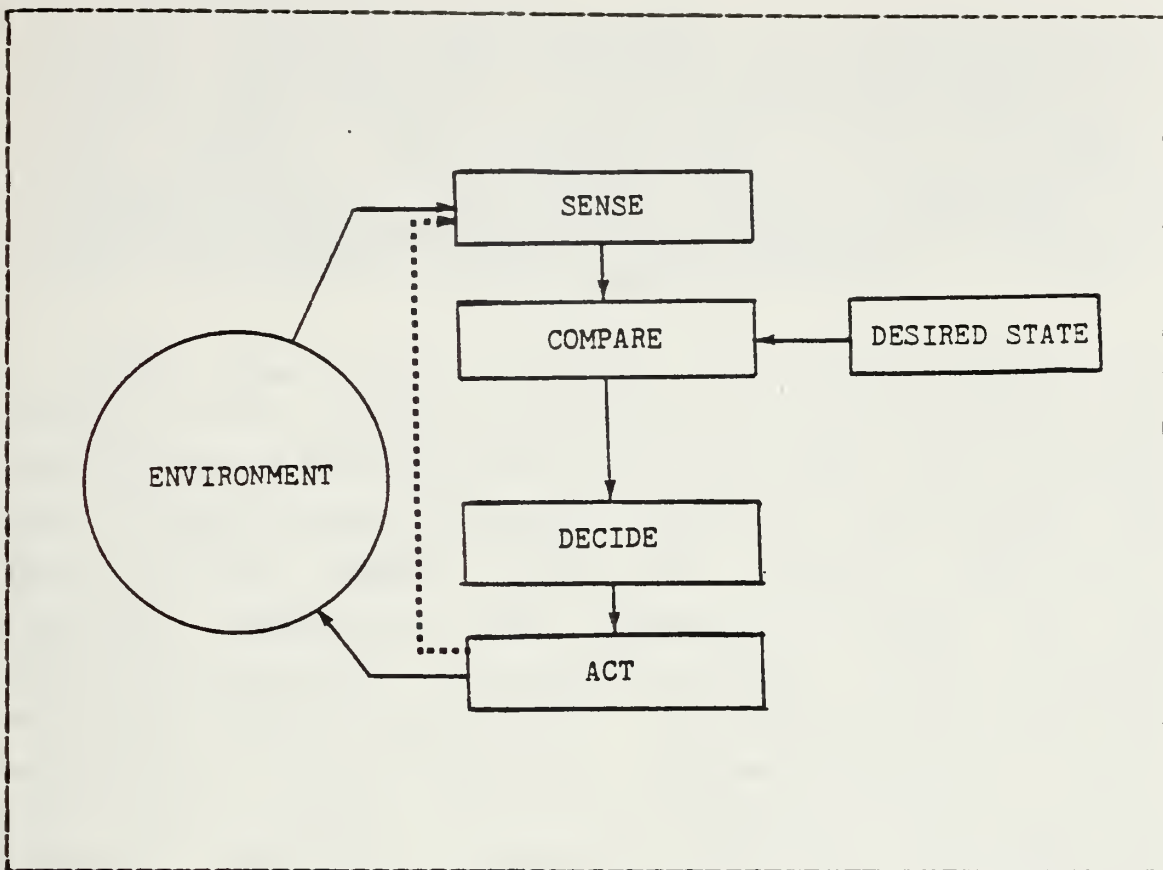 SENSE
COMPARE
DESIRED STATE
ENVIRONMENT
DECIDE
ACT